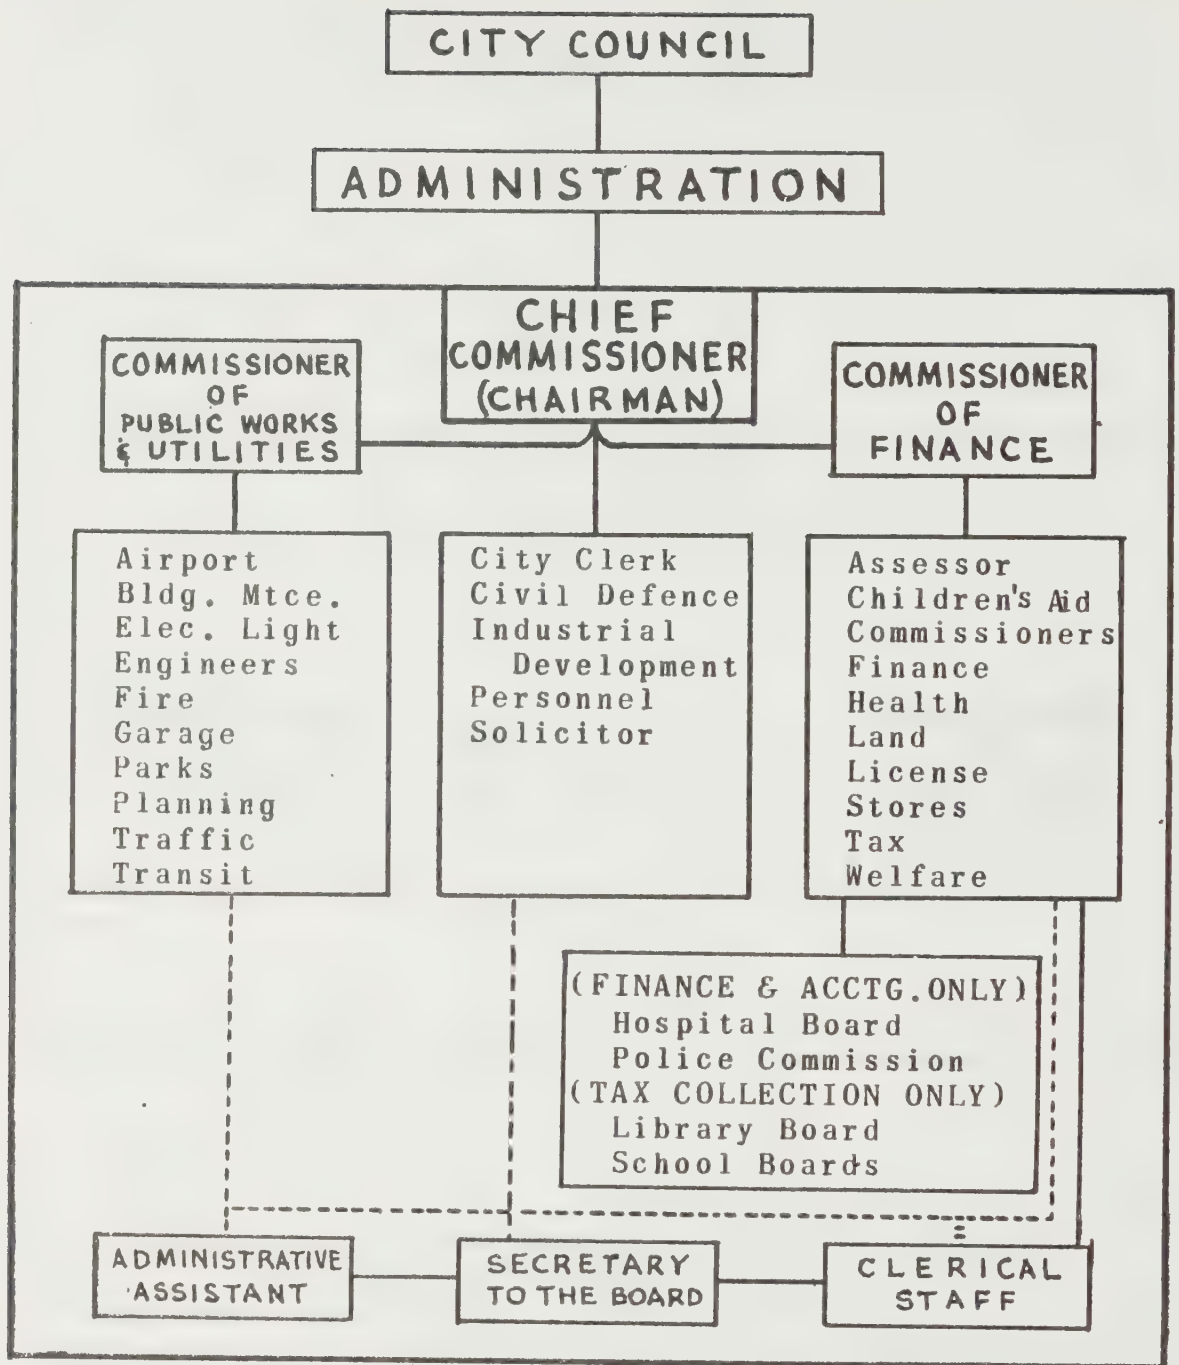 CITY COUNCIL
ADMINISTRATION
CHIEF
COMMISSIONER
(CHAIRMAN)
COMMISSIONER
OF
PUBLIC WORKS
& UTILITIES
COMMISSIONER
OF
FINANCE
Airport
Bldg. Mtce.
Elec. Light
Engineers
Fire
Garage
Parks
Planning
Traffic
Transit
City Clerk
Civil Defence
Industrial
Development
Personnel
Solicitor
Assessor
Children's Aid
Commissioners
Finance
Health
Land
License
Stores
Tax
Welfare
(FINANCE & ACCTG.ONLY)
Hospital Board
Police Commission
(TAX COLLECTION ONLY)
Library Board
School Boards
ADMINISTRATIVE
ASSISTANT
SECRETARY
TO THE BOARD
CLERICAL
STAFF